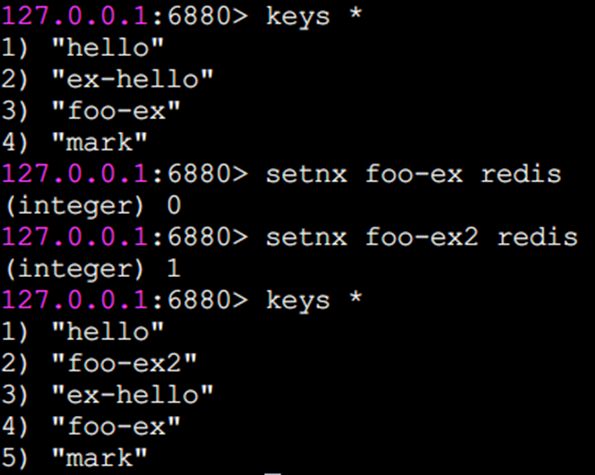 127.0.0.1:6880> keys *
1) "hello"
2) "ex-hello"
3) "foo-ex"
4) "mark"
127.0.0.1:6880> setnx foo-ex redis
(integer) 0
127.0.0.1:6880> setnx foo-ex2 redis
(integer) 1
127.0.0.1:6880> keys *
1) "hello"
2) "foo-ex2"
3) "ex-hello"
4) "foo-ex"
5) "mark"